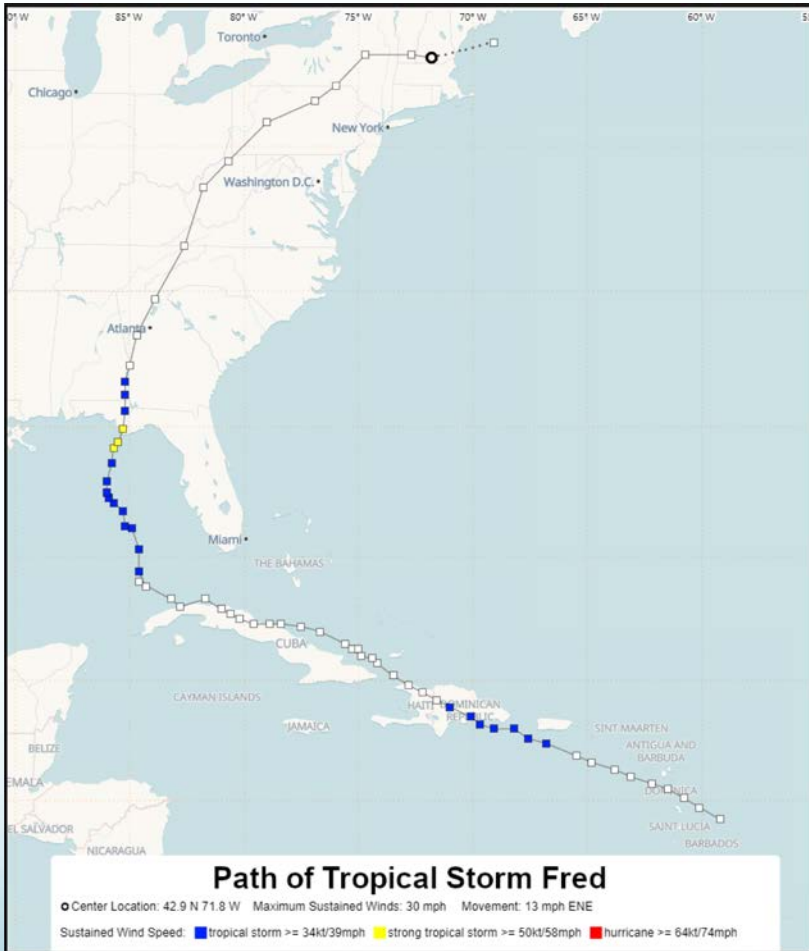 85°W 80°W 75°W 70°W 65°W 60°W
Toronto
Chicago
New York
Washington D.C.
Atlanta
Miami
THE BAHAMAS
CUBA
CAYMAN ISLANDS
HAITI
DOMINICAN
REPUBLIC
JAMAICA
SINT MAARTEN
BELIZE
ANTIGUA AND
BARBUDA
EMALA
DOMINICA
EL SALVADOR
SAINT LUCIA
NICARAGUA
BARBADOS
Path of Tropical Storm Fred
Center Location: 42.9 N 71.8 W Maximum Sustained Winds: 30 mph Movement: 13 mph ENE
Sustained Wind Speed: tropical storm >= 34kt/39mph strong tropical storm >= 50kt/58mph hurricane >= 64kt/74mph